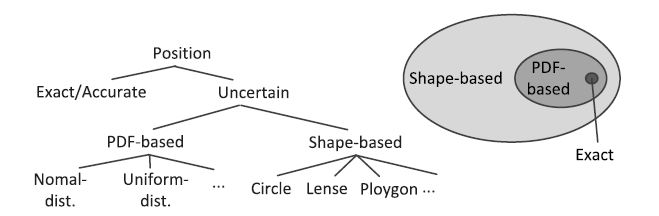 Position
Exact/Accurate
Uncertain
PDF-based
Shape-based
Nomal-
dist.
Uniform-
dist.
...
Circle
Lense
Ploygon ...
Shape-based
PDF-
based
Exact